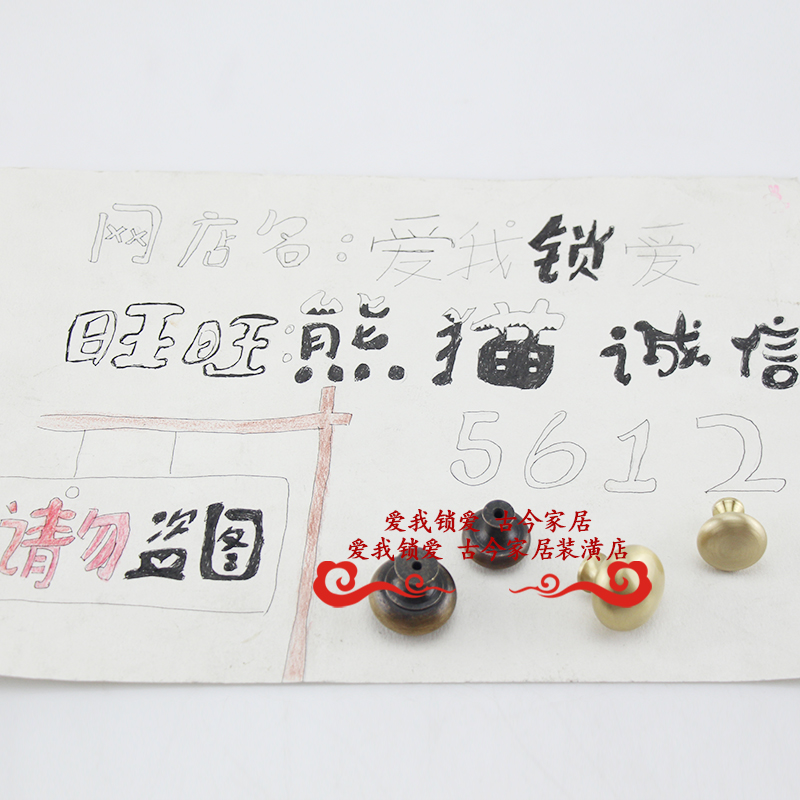 网店名:爱我锁爱
旺旺:熊猫诚信
5612
请勿盗图
爱我锁爱 古今家居
爱我锁爱 古今家居装潢店